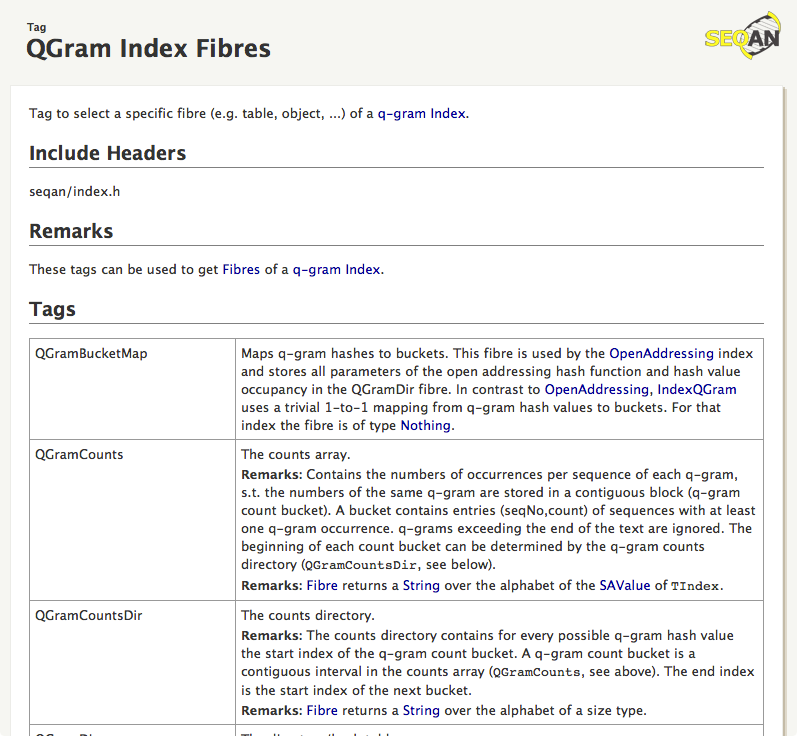 Tag
QGram Index Fibres
SEQAN
Tag to select a specific fibre (e.g. table, object, ...) of a q-gram Index.
Include Headers
seqan/index.h
Remarks
These tags can be used to get Fibres of a q-gram Index.
Tags
QGramBucketMap
Maps q-gram hashes to buckets. This fibre is used by the OpenAddressing index
and stores all parameters of the open addressing hash function and hash value
occupancy in the QGramDir fibre. In contrast to OpenAddressing, IndexQGram
uses a trivial 1-to-1 mapping from q-gram hash values to buckets. For that
index the fibre is of type Nothing.
QGramCounts
The counts array.
Remarks: Contains the numbers of occurrences per sequence of each q-gram,
s.t. the numbers of the same q-gram are stored in a contiguous block (q-gram
count bucket). A bucket contains entries (seqNo,count) of sequences with at least
one q-gram occurrence. q-grams exceeding the end of the text are ignored. The
beginning of each count bucket can be determined by the q-gram counts
directory (QGramCountsDir, see below).
Remarks: Fibre returns a String over the alphabet of the SAValue of TIndex.
QGramCountsDir
The counts directory.
Remarks: The counts directory contains for every possible q-gram hash value
the start index of the q-gram count bucket. A q-gram count bucket is a
contiguous interval in the counts array (QGramCounts, see above). The end index
is the start index of the next bucket.
Remarks: Fibre returns a String over the alphabet of a size type.